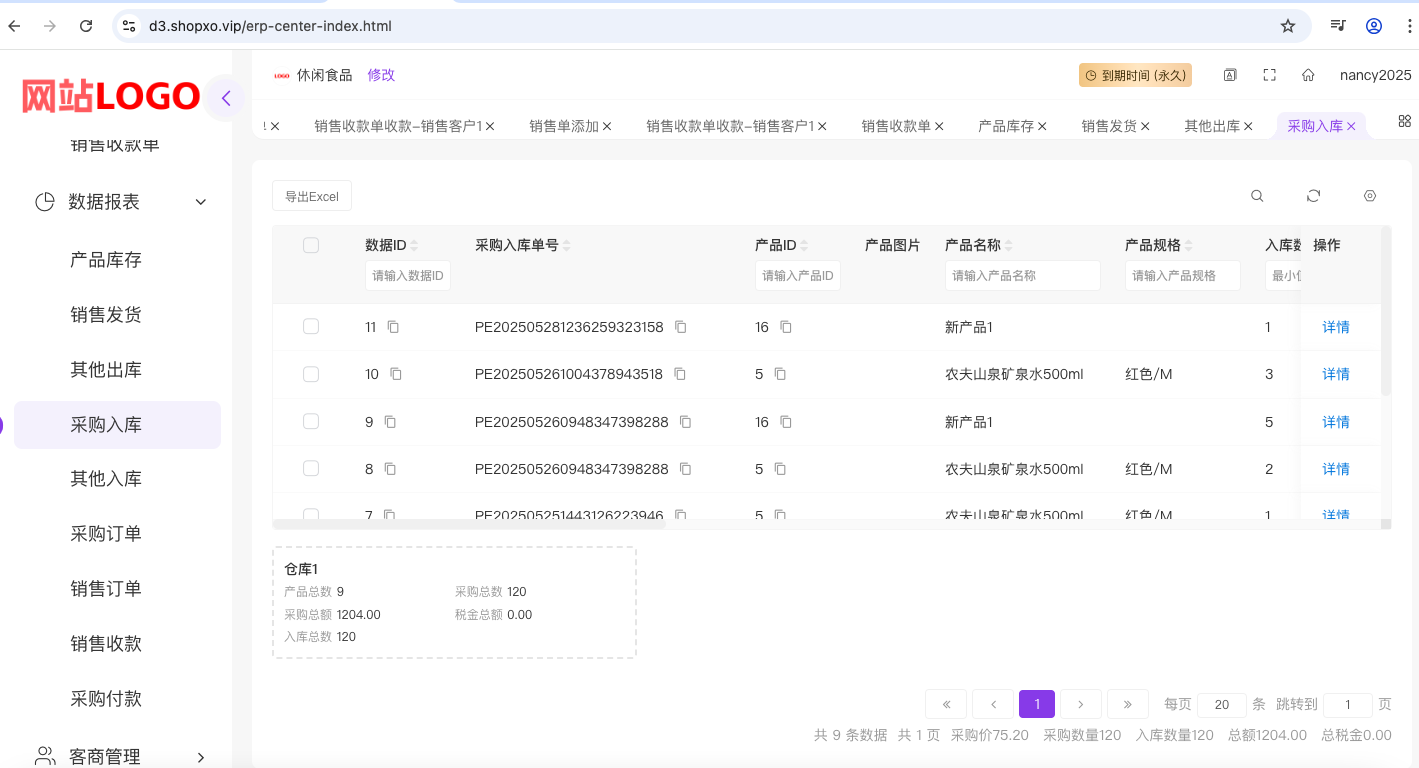 d3.shopxo.vip/erp-center-index.html
网站LOGO
LOGO 休闲食品 修改
到期时间 (永久)
nancy2025
销售收款单收款-销售客户1 销售单添加 销售收款单收款-销售客户1 销售收款单 产品库存 销售发货 其他出库 采购入库
销售收款单
数据报表
产品库存
销售发货
其他出库
采购入库
其他入库
采购订单
销售订单
销售收款
采购付款
客商管理
导出Excel
数据ID 采购入库单号 产品ID 产品图片 产品名称 产品规格 入库数 操作
请输入数据ID 请输入产品ID 请输入产品名称 请输入产品规格 最小值
11 PE202505281236259323158 16 新产品1 1 详情
10 PE202505261004378943518 5 农夫山泉矿泉水500ml 红色/M 3 详情
9 PE202505260948347398288 16 新产品1 5 详情
8 PE202505260948347398288 5 农夫山泉矿泉水500ml 红色/M 2 详情
7 PE202505251443126223946 5 农夫山泉矿泉水500ml 红色/M 1 详情
仓库1
产品总数 9 采购总数 120
采购总额 1204.00 税金总额 0.00
入库总数 120
« ‹ 1 › » 每页 20 条 跳转到 1 页
共 9 条数据 共 1 页 采购价75.20 采购数量120 入库数量120 总额1204.00 总税金0.00